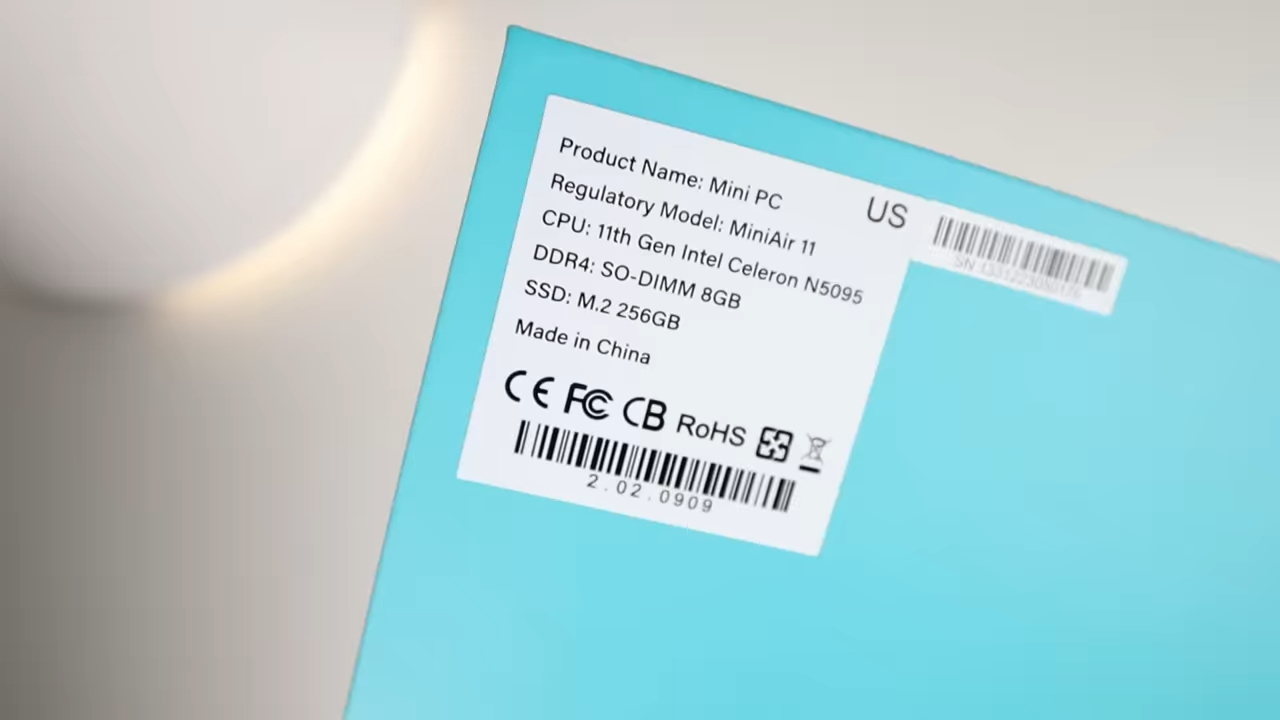 Product Name: Mini PC
US
Regulatory Model: MiniAir 11
CPU: 11th Gen Intel Celeron N5095
DDR4: SO-DIMM 8GB
SSD: M.2 256GB
Made in China
CE FC CB RoHS
2.02.0909